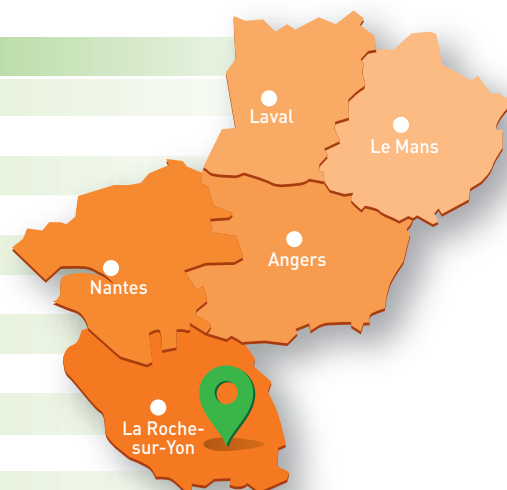 Laval
Le Mans
Angers
Nantes
La Roche-
sur-Yon